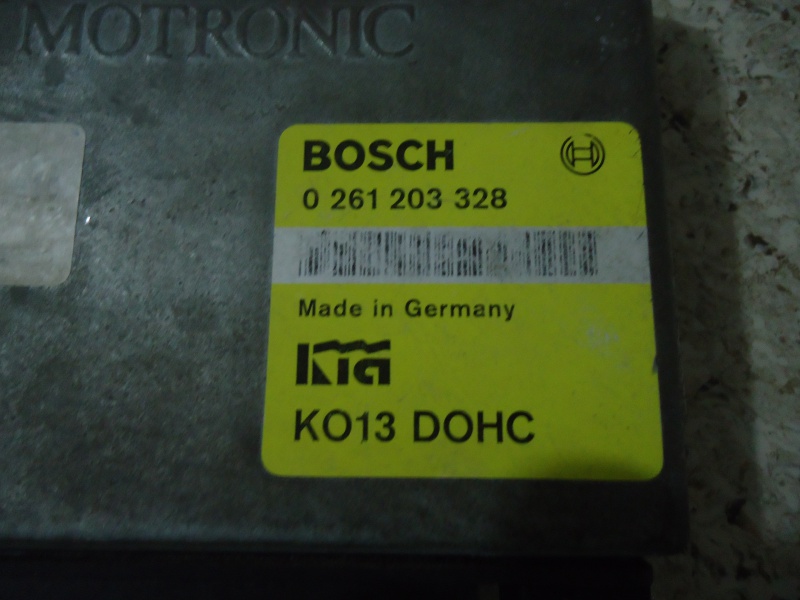 MOTRONIC
BOSCH
0 261 203 328
Made in Germany
Kia
KO13 DOHC